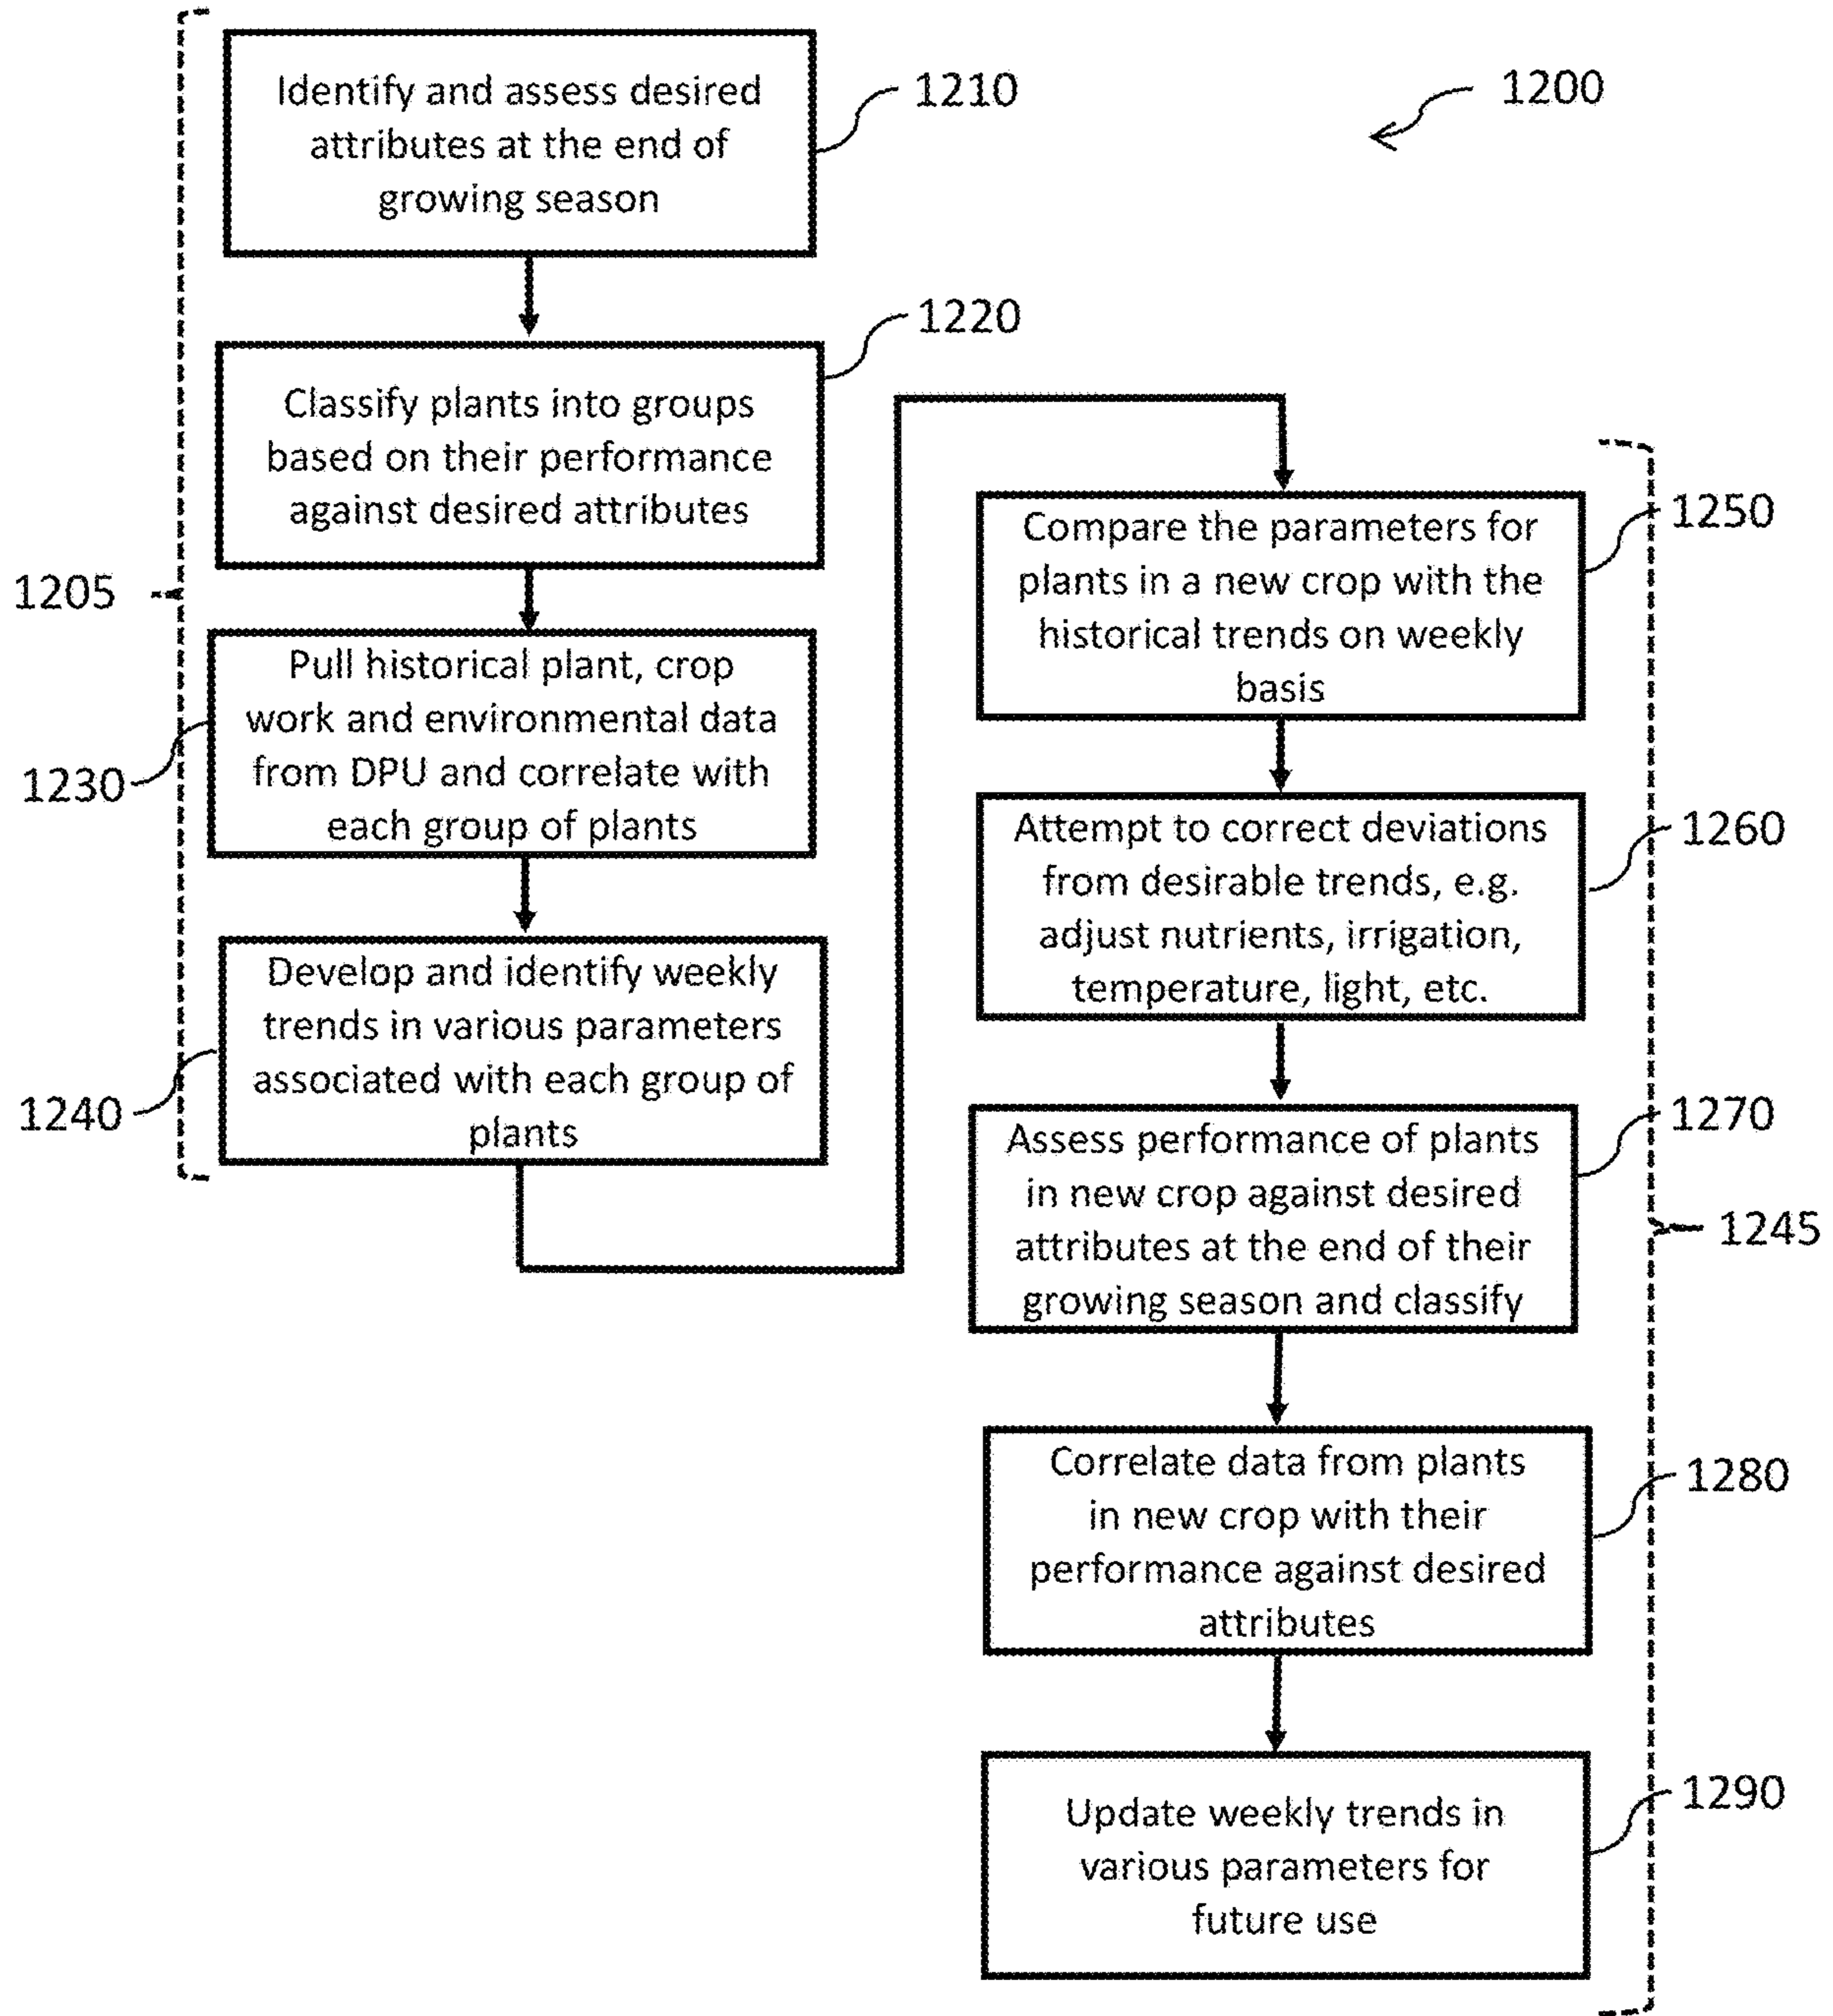 1200
1205
Identify and assess desired
attributes at the end of
growing season
1210
Classify plants into groups
based on their performance
against desired attributes
1220
Pull historical plant, crop
work and environmental data
from DPU and correlate with
each group of plants
1230
Develop and identify weekly
trends in various parameters
associated with each group of
plants
1240
1245
Compare the parameters for
plants in a new crop with the
historical trends on weekly
basis
1250
Attempt to correct deviations
from desirable trends, e.g.
adjust nutrients, irrigation,
temperature, light, etc.
1260
Assess performance of plants
in new crop against desired
attributes at the end of their
growing season and classify
1270
Correlate data from plants
in new crop with their
performance against desired
attributes
1280
Update weekly trends in
various parameters for
future use
1290